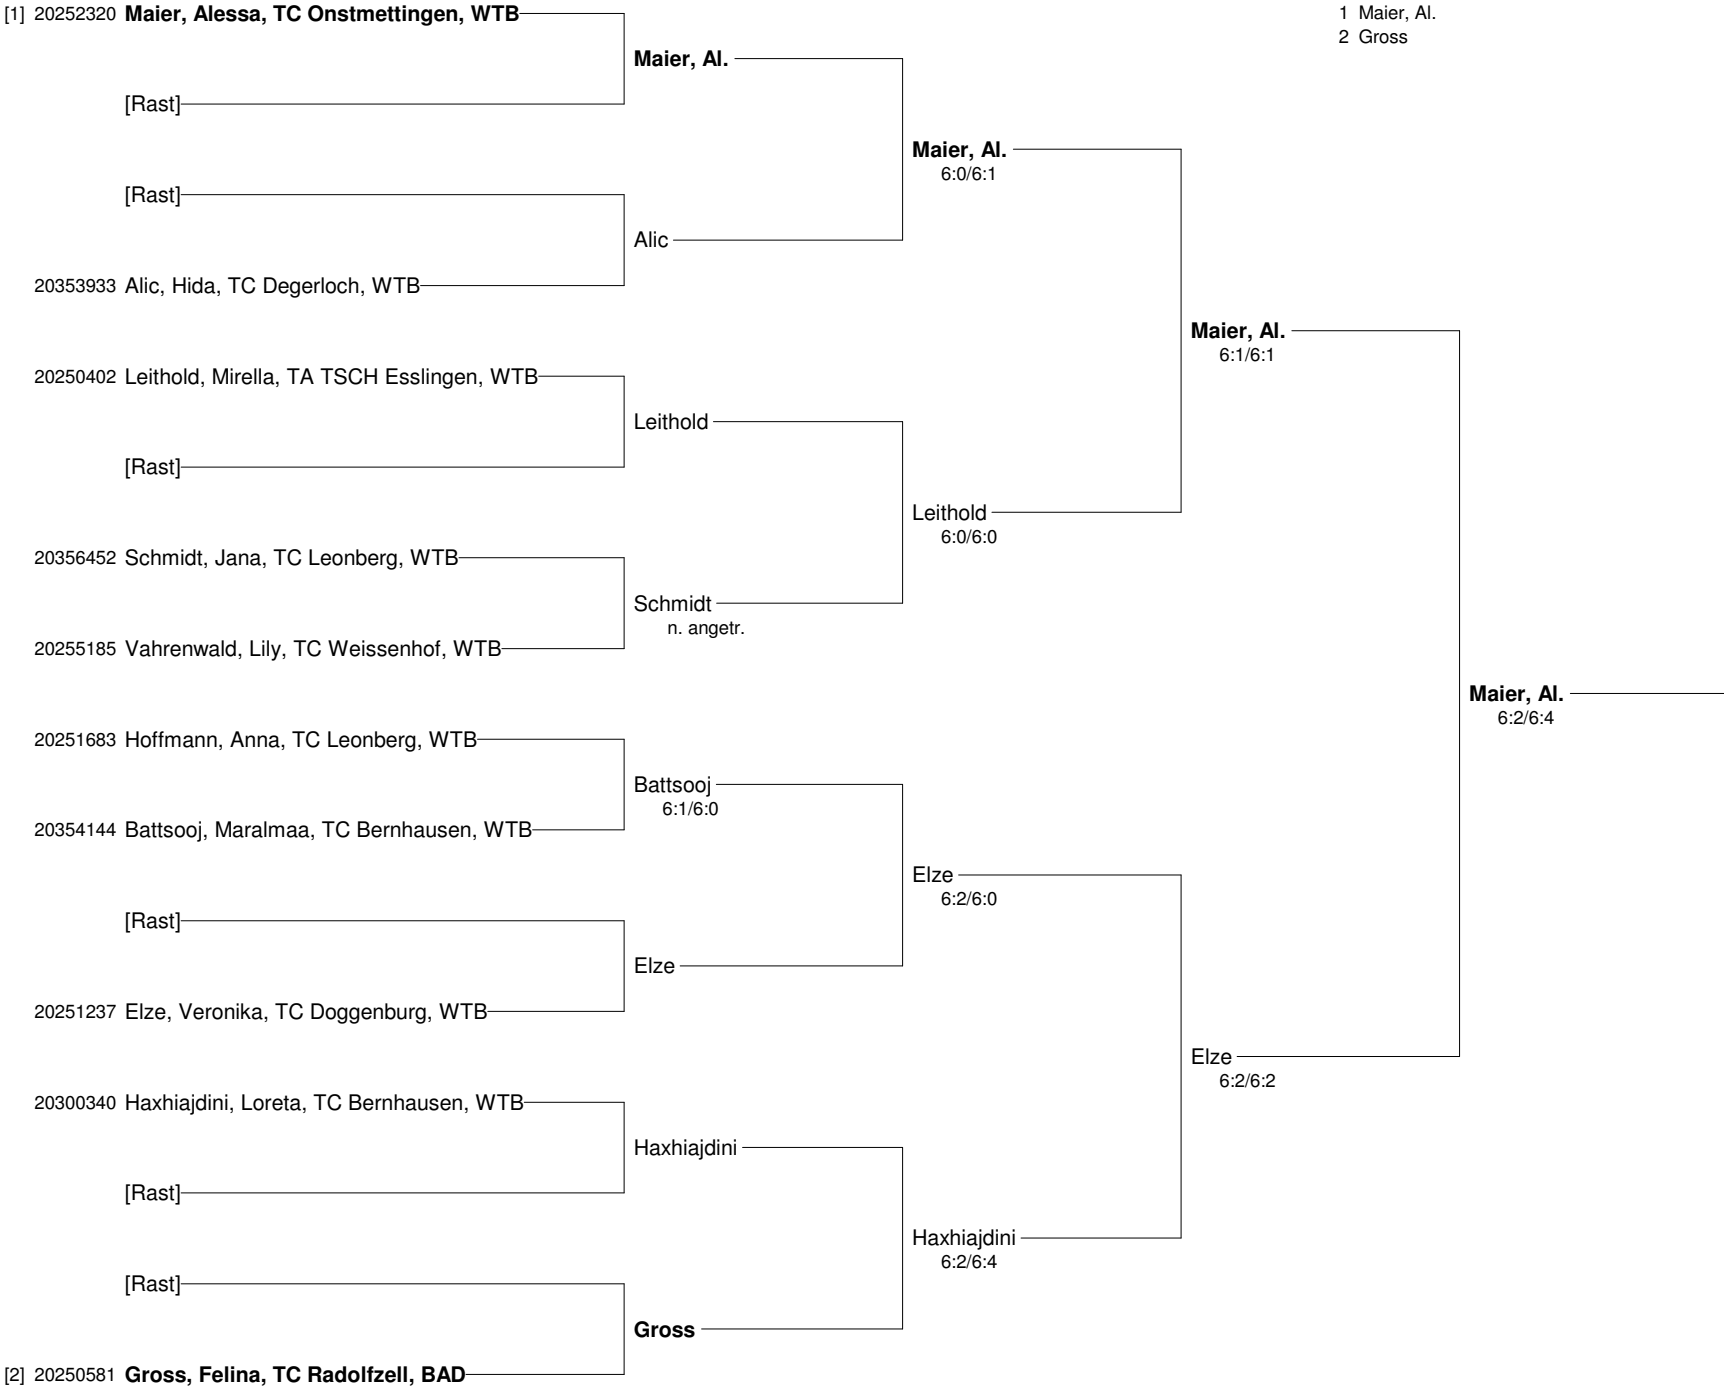 [1] 20252320 Maier, Alessa, TC Onstmettingen, WTB
1 Maier, Al.
2 Gross
Maier, Al.
[Rast]
Maier, Al.
6:0/6:1
[Rast]
Alic
20353933 Alic, Hida, TC Degerloch, WTB
Maier, Al.
6:1/6:1
20250402 Leithold, Mirella, TA TSCH Esslingen, WTB
Leithold
[Rast]
Leithold
6:0/6:0
20356452 Schmidt, Jana, TC Leonberg, WTB
Schmidt
n. angetr.
20255185 Vahrenwald, Lily, TC Weissenhof, WTB
Maier, Al.
6:2/6:4
20251683 Hoffmann, Anna, TC Leonberg, WTB
Battsooj
6:1/6:0
20354144 Battsooj, Maralmaa, TC Bernhausen, WTB
Elze
6:2/6:0
[Rast]
Elze
20251237 Elze, Veronika, TC Doggenburg, WTB
Elze
6:2/6:2
20300340 Haxhiajdini, Loreta, TC Bernhausen, WTB
Haxhiajdini
[Rast]
Haxhiajdini
6:2/6:4
[Rast]
Gross
[2] 20250581 Gross, Felina, TC Radolfzell, BAD